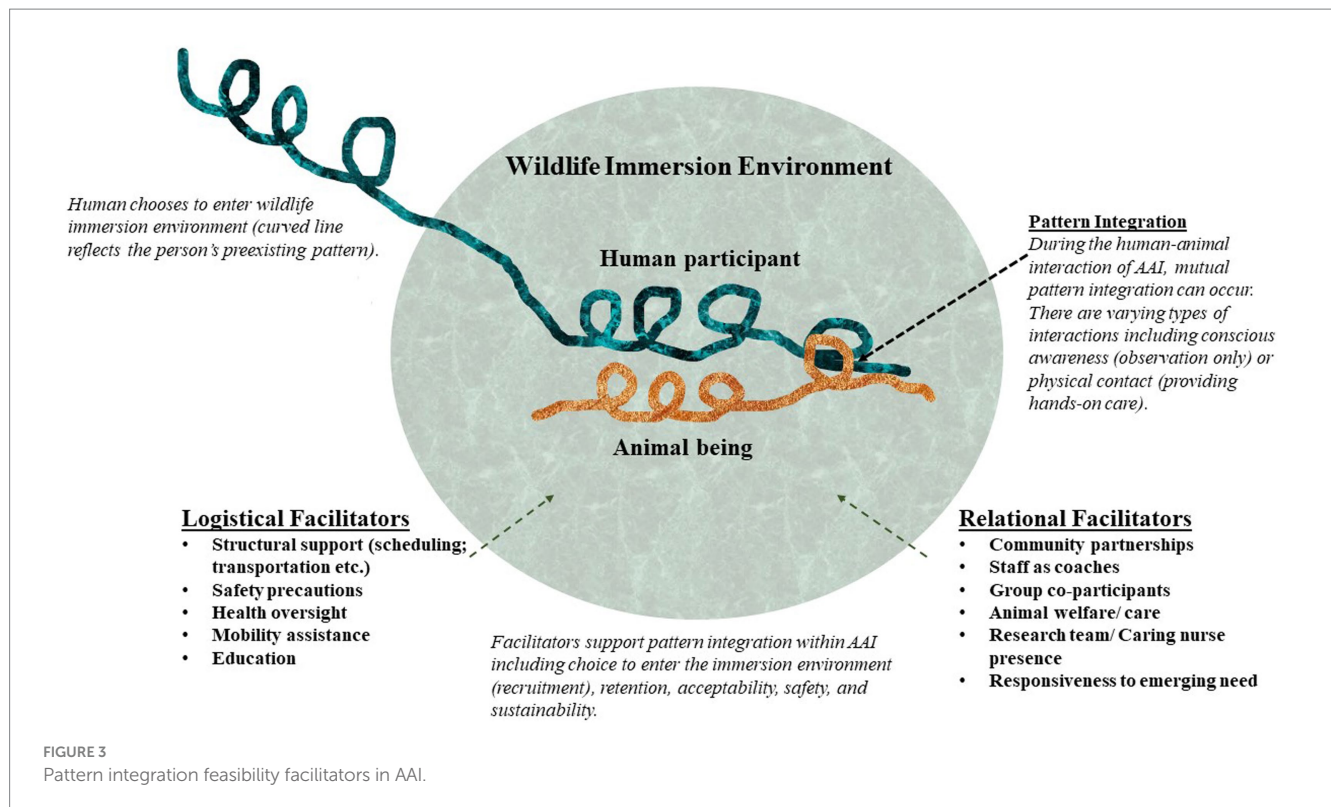 Wildlife Immersion Environment
Human chooses to enter wildlife
immersion environment (curved line
reflects the person's preexisting pattern).
Human participant
Pattern Integration
During the human-animal
interaction of AAI, mutual
pattern integration can occur.
There are varying types of
interactions including conscious
awareness (observation only) or
physical contact (providing
hands-on care).
Animal being
Logistical Facilitators
• Structural support (scheduling;
transportation etc.)
• Safety precautions
• Health oversight
• Mobility assistance
• Education
Relational Facilitators
• Community partnerships
• Staff as coaches
• Group co-participants
• Animal welfare/ care
• Research team/ Caring nurse
presence
• Responsiveness to emerging need
Facilitators support pattern integration within AAI
including choice to enter the immersion environment
(recruitment), retention, acceptability, safety, and
sustainability.
FIGURE 3
Pattern integration feasibility facilitators in AAI.